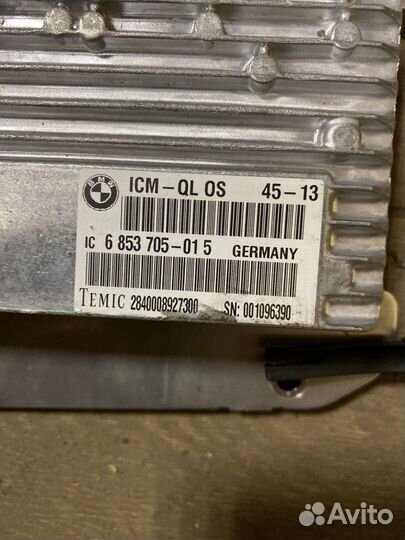 BMW
ICM-QL OS 45-13
IC 6 853 705-01 5 GERMANY
TEMIC 2840008927300 SN: 001096390
Avito